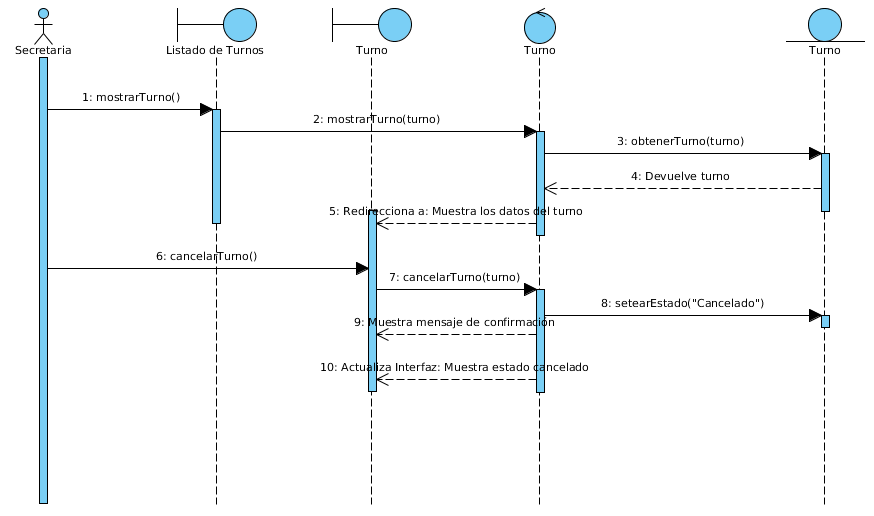 Secretaria
Listado de Turnos
Turno
Turno
Turno
1: mostrarTurno()
2: mostrarTurno(turno)
3: obtenerTurno(turno)
4: Devuelve turno
5: Redirecciona a: Muestra los datos del turno
6: cancelarTurno()
7: cancelarTurno(turno)
8: setearEstado("Cancelado")
9: Muestra mensaje de confirmación
10: Actualiza Interfaz: Muestra estado cancelado